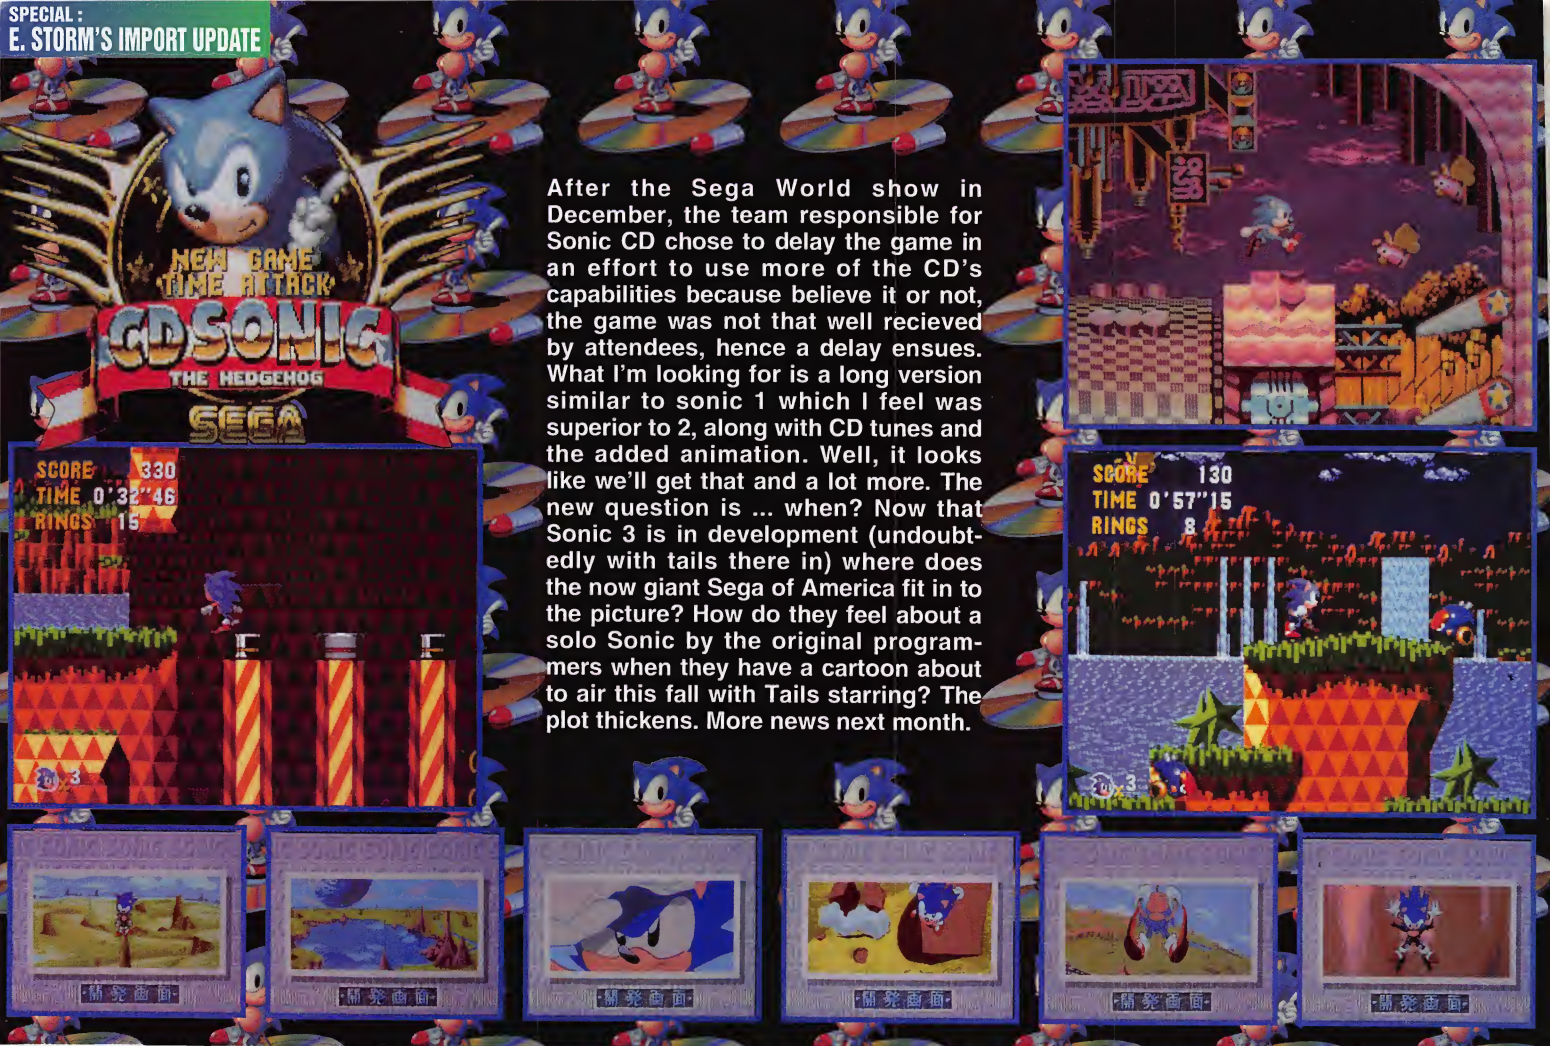 SPECIAL :
E. STORM'S IMPORT UPDATE
NEW GAME
TIME ATTACK
CD SONIC
THE HEDGEHOG
SEGA
After the Sega World show in
December, the team responsible for
Sonic CD chose to delay the game in
an effort to use more of the CD's
capabilities because believe it or not,
the game was not that well recieved
by attendees, hence a delay ensues.
What I'm looking for is a long version
similar to sonic 1 which I feel was
superior to 2, along with CD tunes and
the added animation. Well, it looks
like we'll get that and a lot more. The
new question is ... when? Now that
Sonic 3 is in development (undoubt-
edly with tails there in) where does
the now giant Sega of America fit in to
the picture? How do they feel about a
solo Sonic by the original program-
mers when they have a cartoon about
to air this fall with Tails starring? The
plot thickens. More news next month.
SCORE 330
TIME 0'32"46
RINGS 15
x3
SCORE 130
TIME 0'57"15
RINGS 8
x3
開発画面
開発画面
開発画面
開発画面
開発画面
開発画面